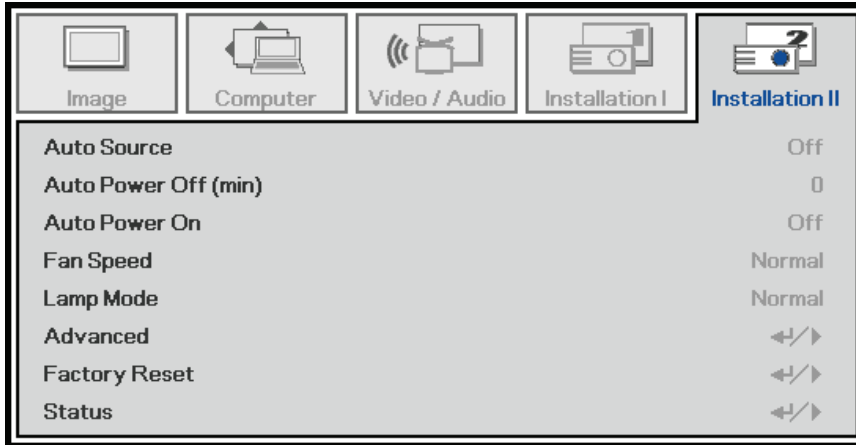 Image Computer Video / Audio Installation I Installation II
Auto Source Off
Auto Power Off (min) 0
Auto Power On Off
Fan Speed Normal
Lamp Mode Normal
Advanced
Factory Reset
Status